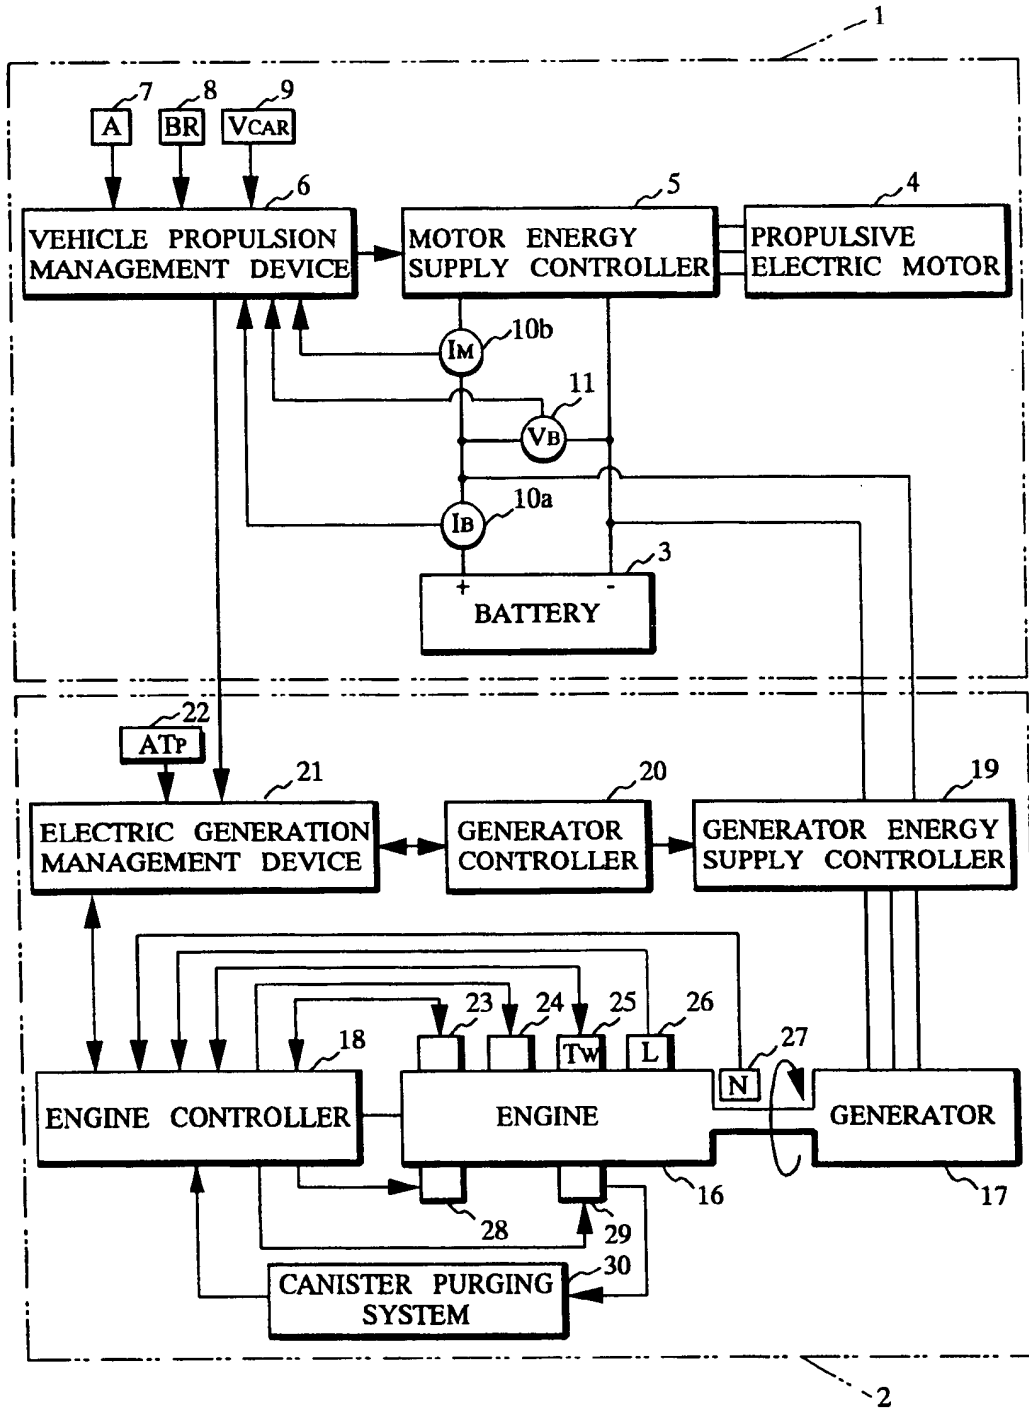 1
7
8
9
A
BR
VCAR
6
5
4
VEHICLE PROPULSION
MANAGEMENT DEVICE
MOTOR ENERGY
SUPPLY CONTROLLER
PROPULSIVE
ELECTRIC MOTOR
10b
IM
11
VB
10a
IB
3
+ -
BATTERY
22
ATP
21
20
19
ELECTRIC GENERATION
MANAGEMENT DEVICE
GENERATOR
CONTROLLER
GENERATOR ENERGY
SUPPLY CONTROLLER
23
24
25
26
27
18
TW
L
N
ENGINE CONTROLLER
ENGINE
GENERATOR
16
17
28
29
30
CANISTER PURGING
SYSTEM
2